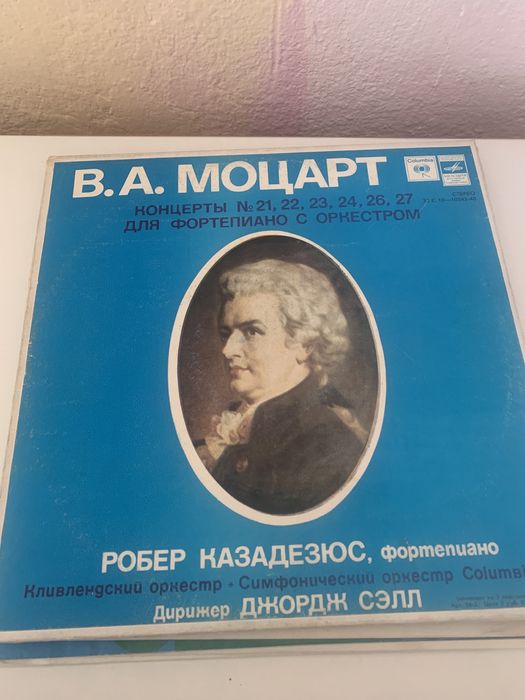 В. А. МОЦАРТ
Columbia
СТЕРЕО
КОНЦЕРТЫ № 21, 22, 23, 24, 26, 27
ДЛЯ ФОРТЕПИАНО С ОРКЕСТРОМ
РОБЕР КАЗАДЕЗЮС, фортепиано
Кливлендский оркестр • Симфонический оркестр Columbi
Дирижер ДЖОРДЖ СЭЛЛ